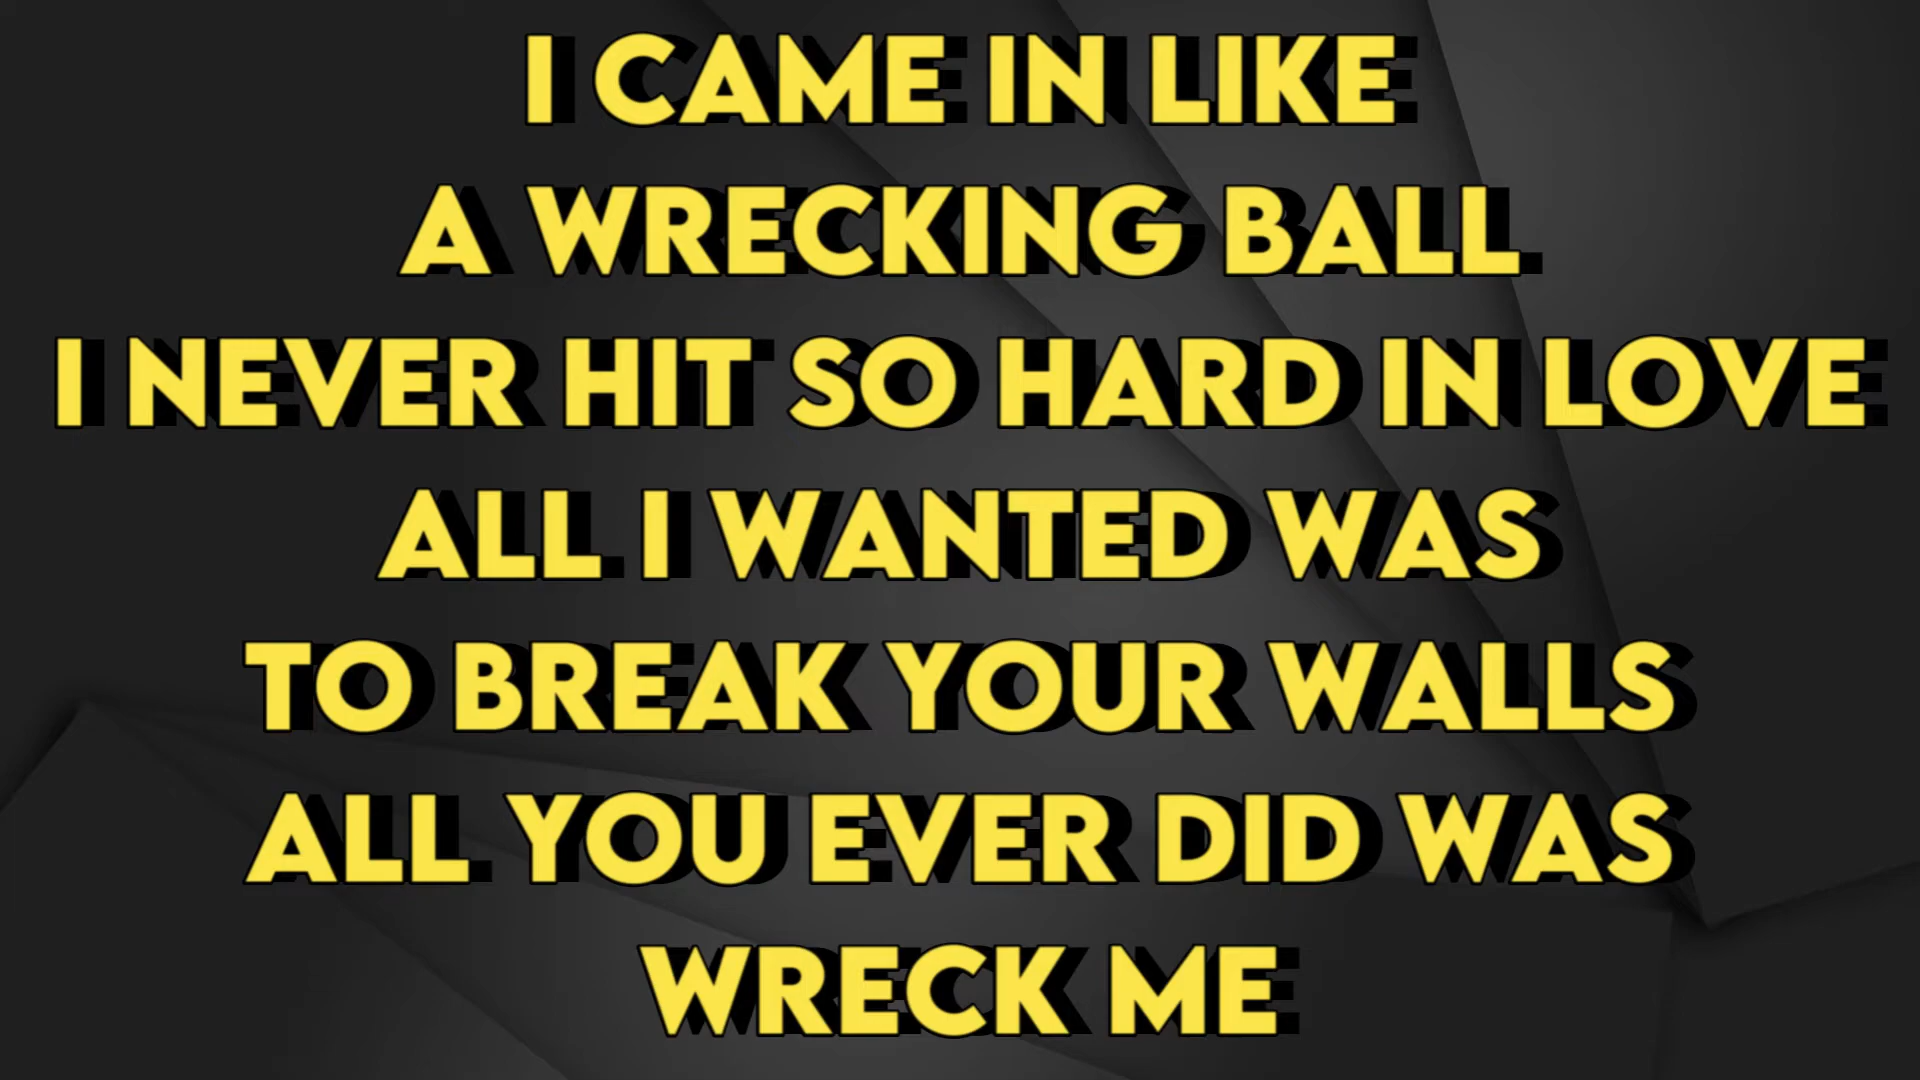 I CAME IN LIKE
A WRECKING BALL
I NEVER HIT SO HARD IN LOVE
ALL I WANTED WAS
TO BREAK YOUR WALLS
ALL YOU EVER DID WAS
WRECK ME